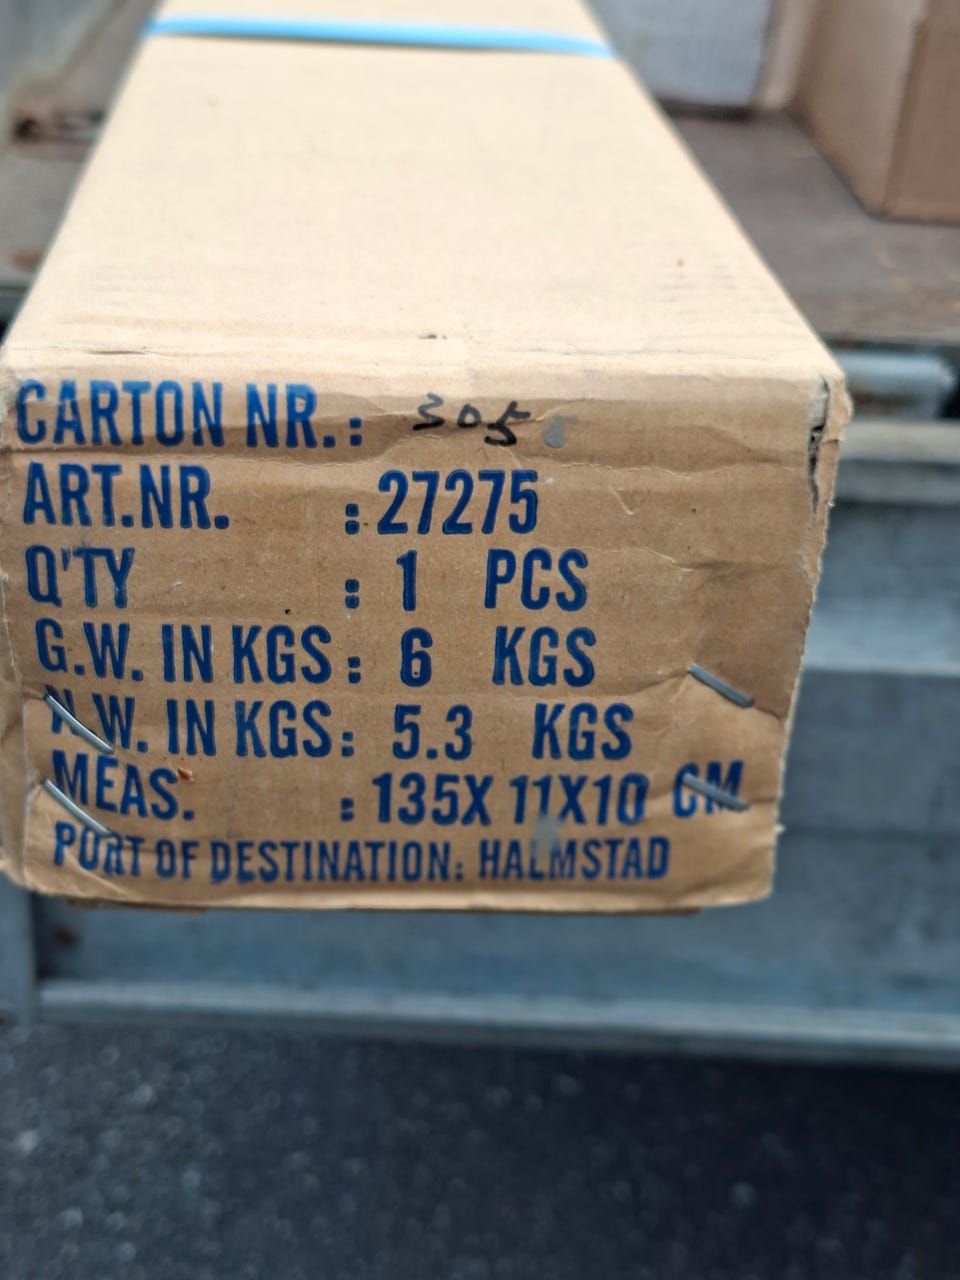 CARTON NR.: 305
ART.NR. : 27275
Q'TY : 1 PCS
G.W. IN KGS: 6 KGS
N.W. IN KGS: 5.3 KGS
MEAS. : 135X 11X10 CM
PORT OF DESTINATION: HALMSTAD